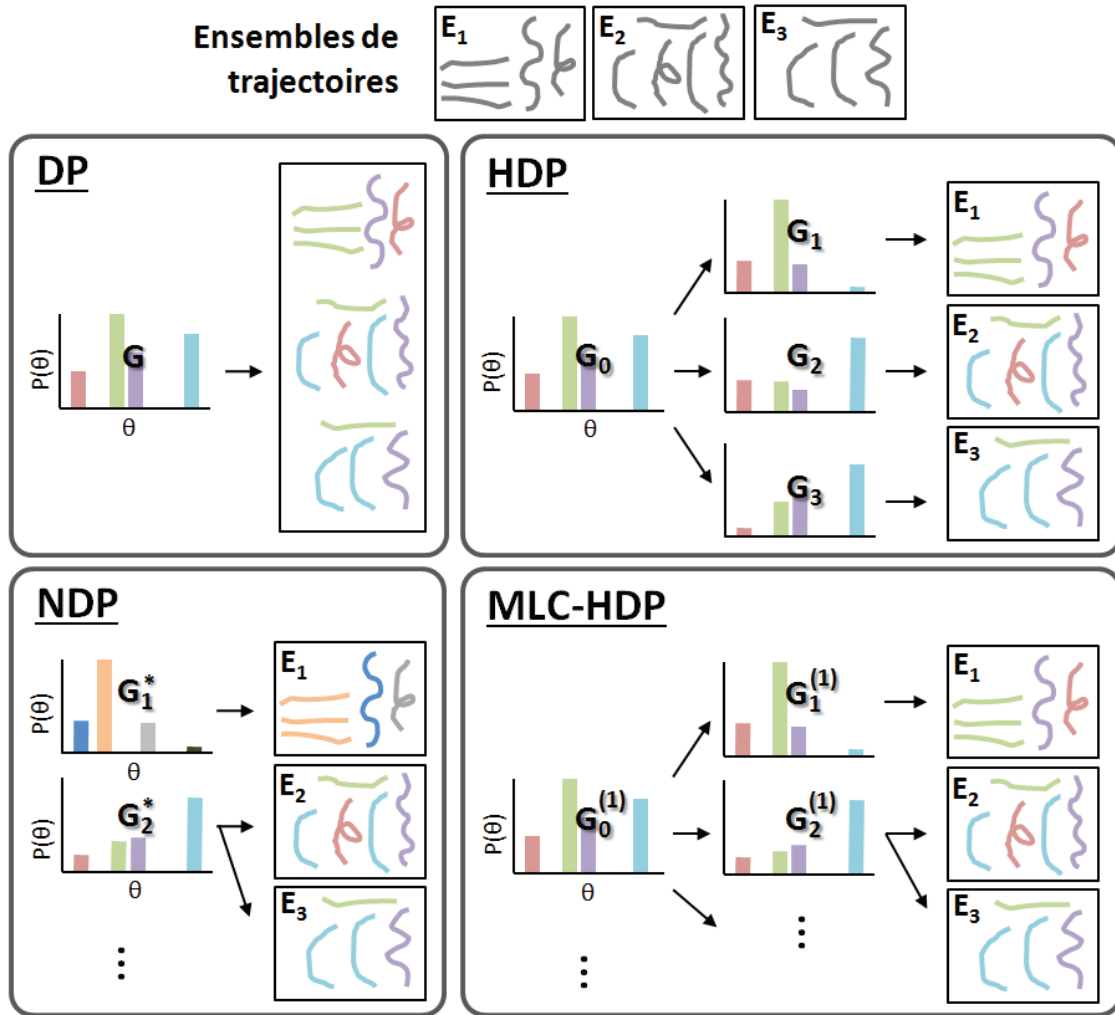 Ensembles de
trajectoires
E1
E2
E3
DP
P(θ)
G
θ
HDP
P(θ)
G0
θ
G1
G2
G3
E1
E2
E3
NDP
G1*
P(θ)
θ
G2*
P(θ)
θ
...
E1
E2
E3
MLC-HDP
P(θ)
G0(1)
θ
...
G1(1)
G2(1)
...
E1
E2
E3